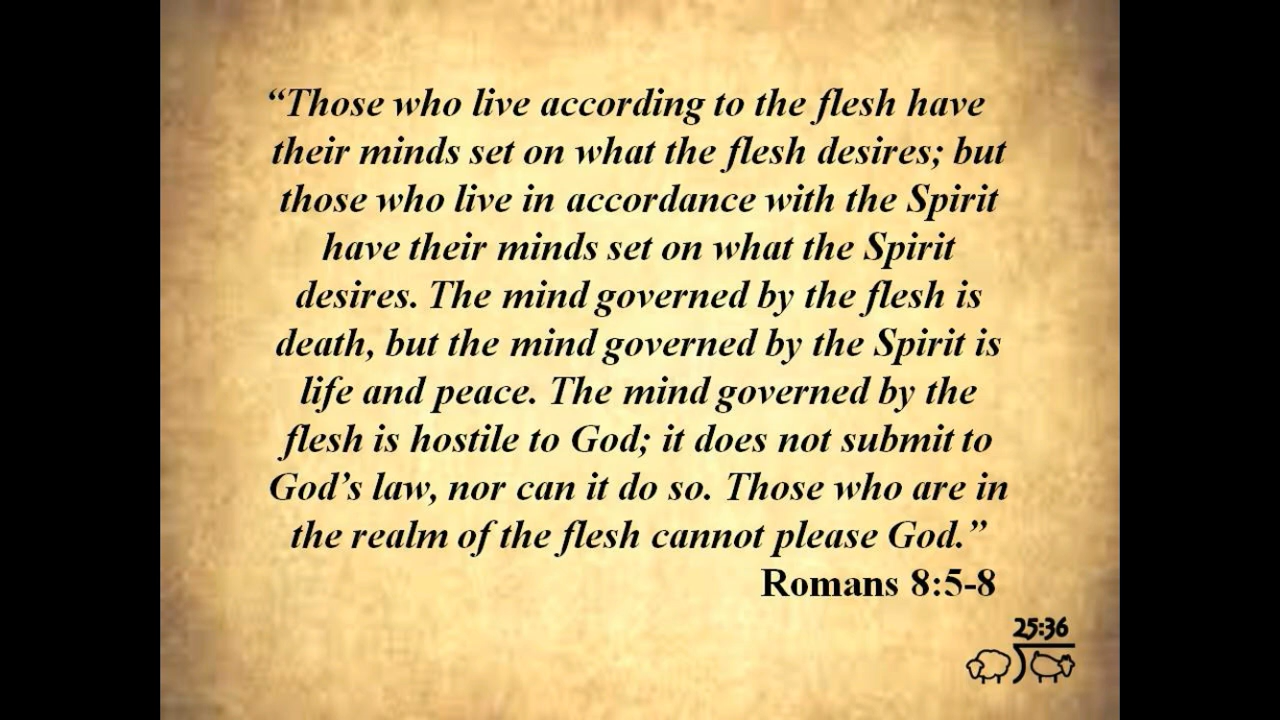 “Those who live according to the flesh have
their minds set on what the flesh desires; but
those who live in accordance with the Spirit
have their minds set on what the Spirit
desires. The mind governed by the flesh is
death, but the mind governed by the Spirit is
life and peace. The mind governed by the
flesh is hostile to God; it does not submit to
God’s law, nor can it do so. Those who are in
the realm of the flesh cannot please God.”
Romans 8:5-8
25:36